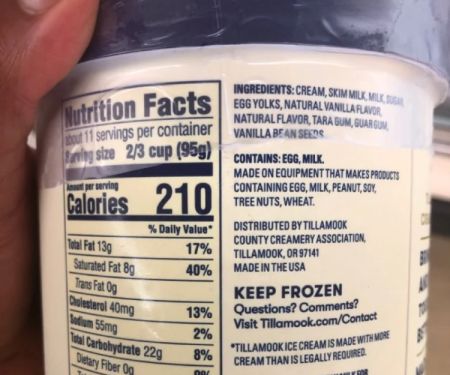 Nutrition Facts
about 11 servings per container
Serving size 2/3 cup (95g)
Amount per serving
Calories 210
% Daily Value*
Total Fat 13g 17%
Saturated Fat 8g 40%
Trans Fat 0g
Cholesterol 40mg 13%
Sodium 55mg 2%
Total Carbohydrate 22g 8%
Dietary Fiber 0g 0%
INGREDIENTS: CREAM, SKIM MILK, MILK, SUGAR,
EGG YOLKS, NATURAL VANILLA FLAVOR,
NATURAL FLAVOR, TARA GUM, GUAR GUM,
VANILLA BEAN SEEDS.
CONTAINS: EGG, MILK.
MADE ON EQUIPMENT THAT MAKES PRODUCTS
CONTAINING EGG, MILK, PEANUT, SOY,
TREE NUTS, WHEAT.
DISTRIBUTED BY TILLAMOOK
COUNTY CREAMERY ASSOCIATION,
TILLAMOOK, OR 97141
MADE IN THE USA
KEEP FROZEN
Questions? Comments?
Visit Tillamook.com/Contact
*TILLAMOOK ICE CREAM IS MADE WITH MORE
CREAM THAN IS LEGALLY REQUIRED.